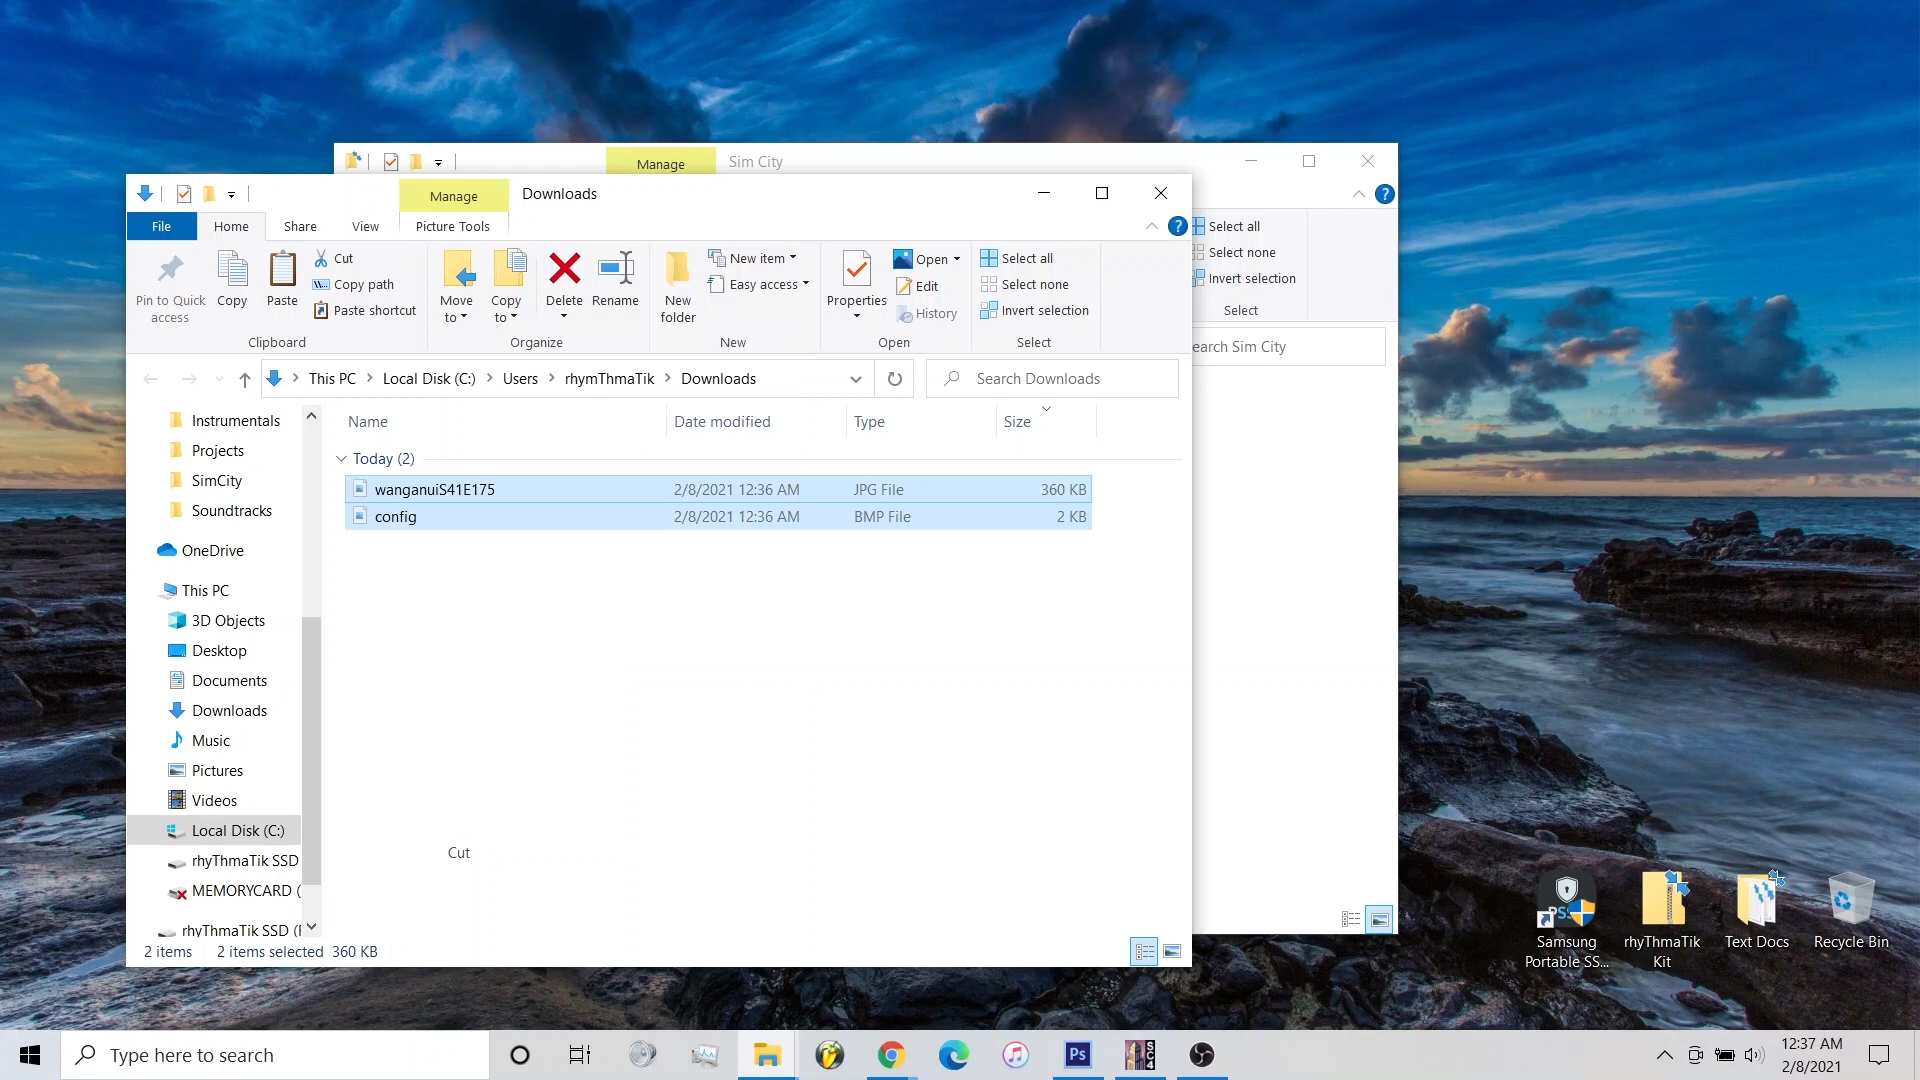 Manage
Sim City
Manage
Downloads
File
Home
Share
View
Picture Tools
Pin to Quick access
Copy
Paste
Cut
Copy path
Paste shortcut
Clipboard
Move to
Copy to
Delete
Rename
Organize
New folder
New item
Easy access
New
Properties
Open
Edit
History
Open
Select all
Select none
Invert selection
Select
Select all
Select none
Invert selection
Select
This PC
Local Disk (C:)
Users
rhymThmaTik
Downloads
Search Downloads
earch Sim City
Name
Date modified
Type
Size
Today (2)
wanganuiS41E175
2/8/2021 12:36 AM
JPG File
360 KB
config
2/8/2021 12:36 AM
BMP File
2 KB
Instrumentals
Projects
SimCity
Soundtracks
OneDrive
This PC
3D Objects
Desktop
Documents
Downloads
Music
Pictures
Videos
Local Disk (C:)
rhyThmaTik SSD
MEMORYCARD (
rhyThmaTik SSD (F
Cut
2 items
2 items selected
360 KB
PSS
Samsung
Portable SS...
rhyThmaTik
Kit
Text Docs
Recycle Bin
Type here to search
Ps
SC4
12:37 AM
2/8/2021